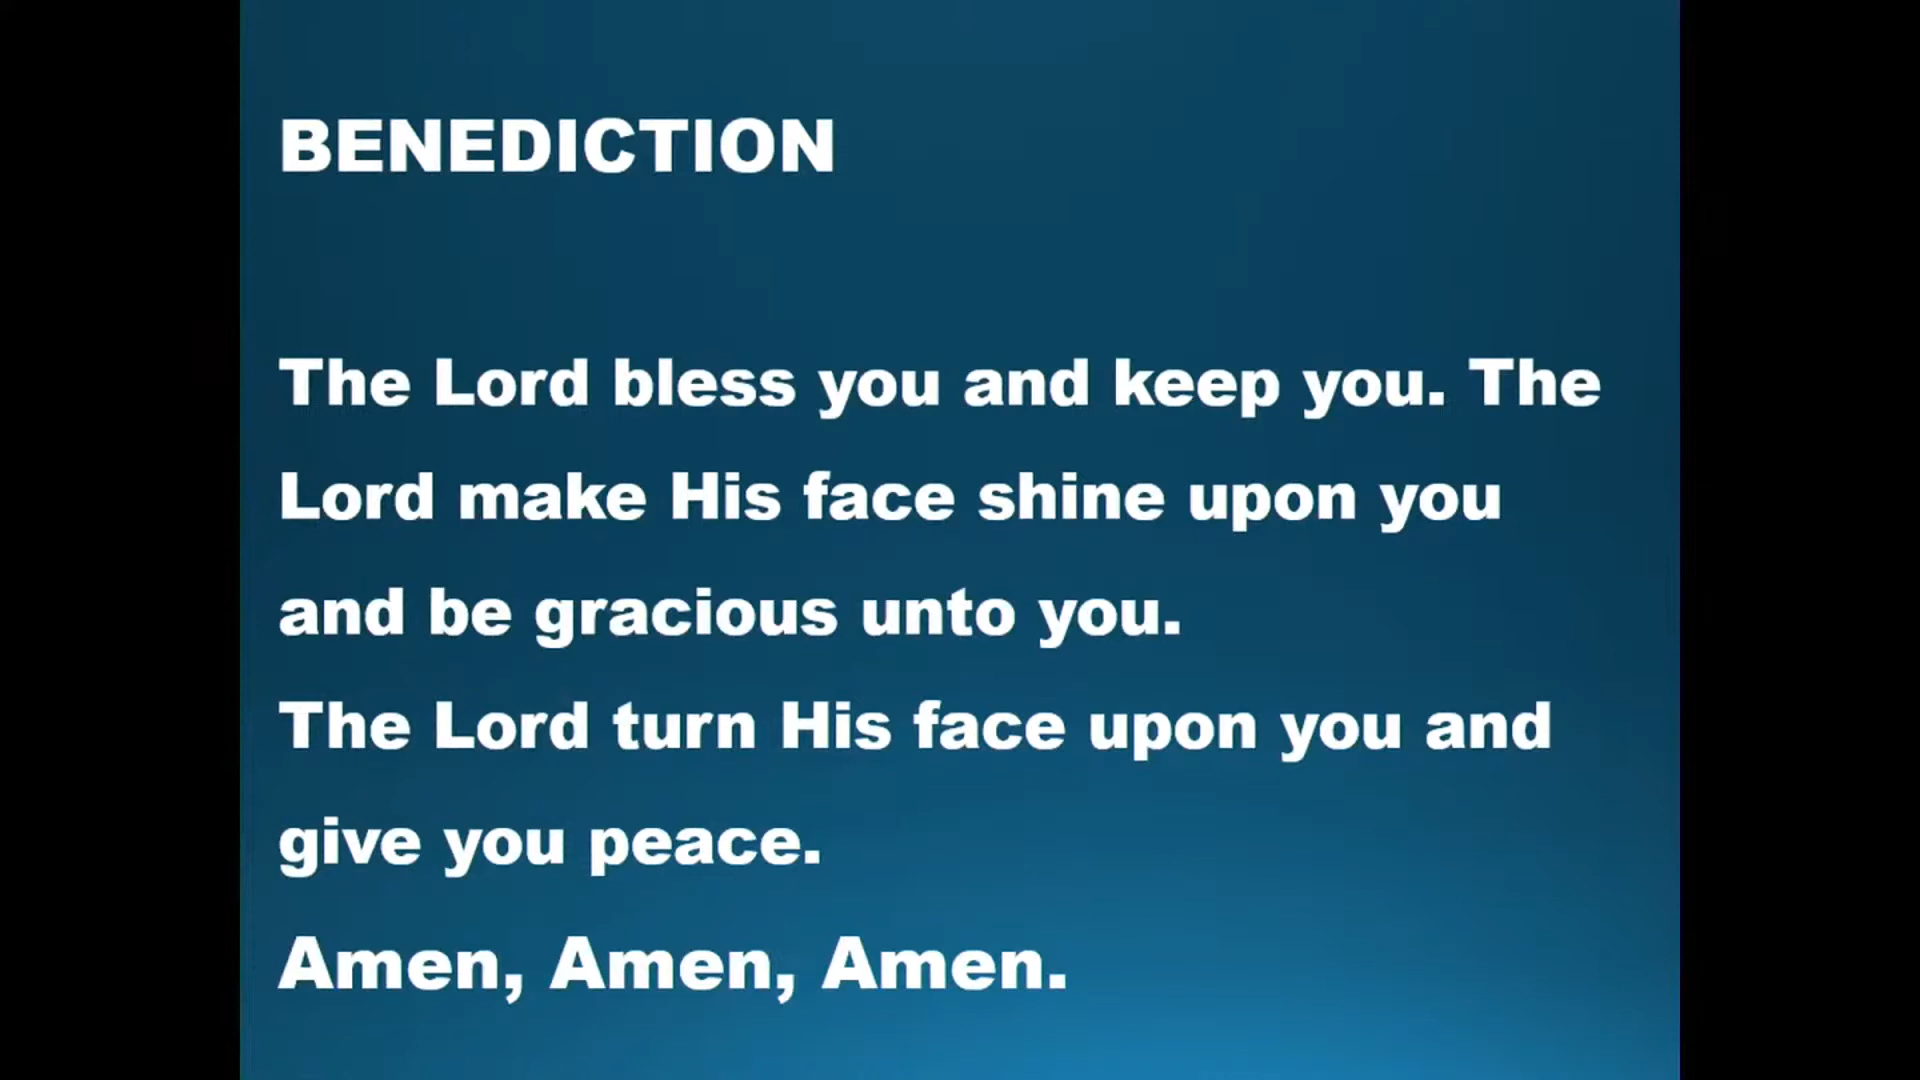 BENEDICTION
The Lord bless you and keep you. The
Lord make His face shine upon you
and be gracious unto you.
The Lord turn His face upon you and
give you peace.
Amen, Amen, Amen.